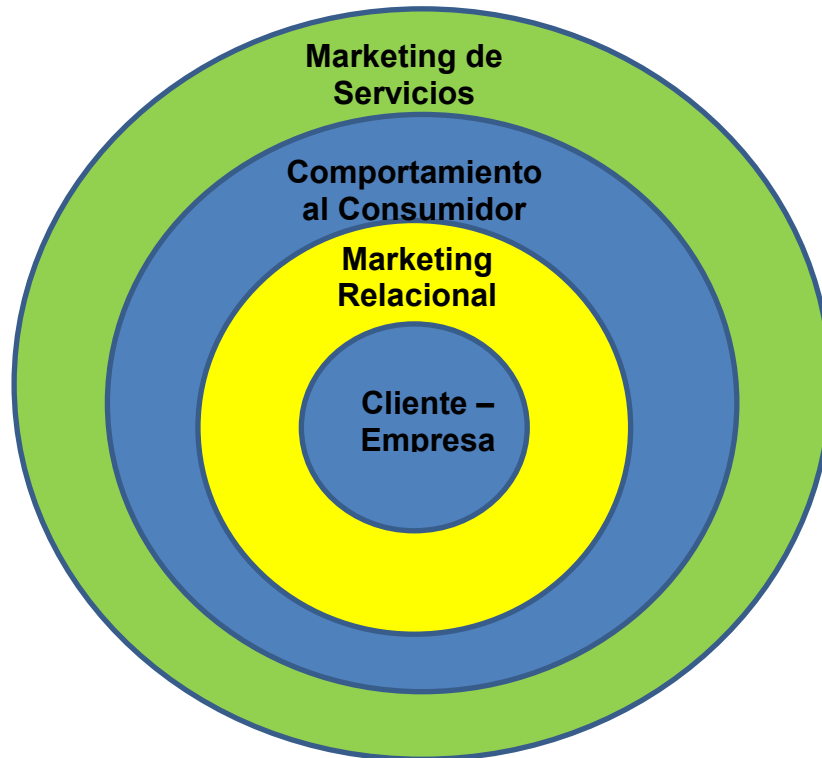 Marketing de
Servicios
Comportamiento
al Consumidor
Marketing
Relacional
Cliente –
Empresa